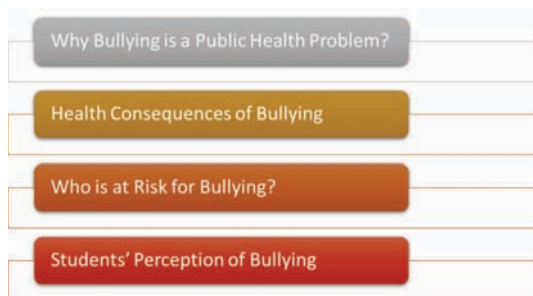 Why Bullying is a Public Health Problem?
Health Consequences of Bullying
Who is at Risk for Bullying?
Students' Perception of Bullying